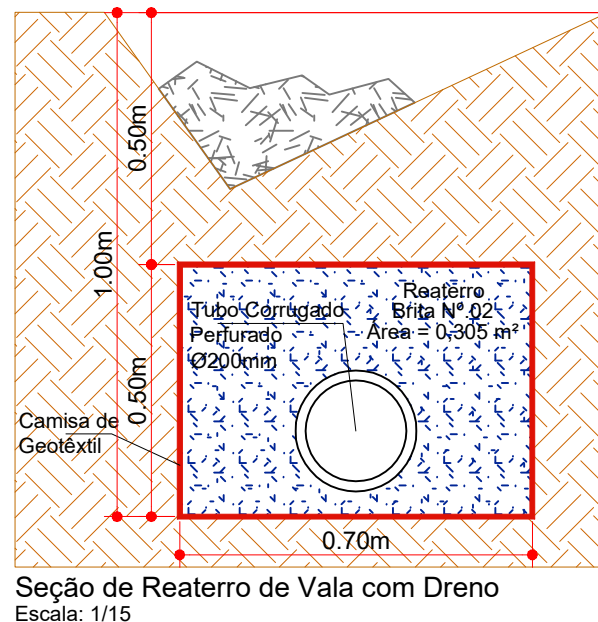 0.50m
1.00m
0.50m
Reaterro
Brita Nº 02
Área = 0,305 m²
Tubo Corrugado
Perfurado
Ø200mm
Camisa de
Geotêxtil
0.70m
Seção de Reaterro de Vala com Dreno
Escala: 1/15